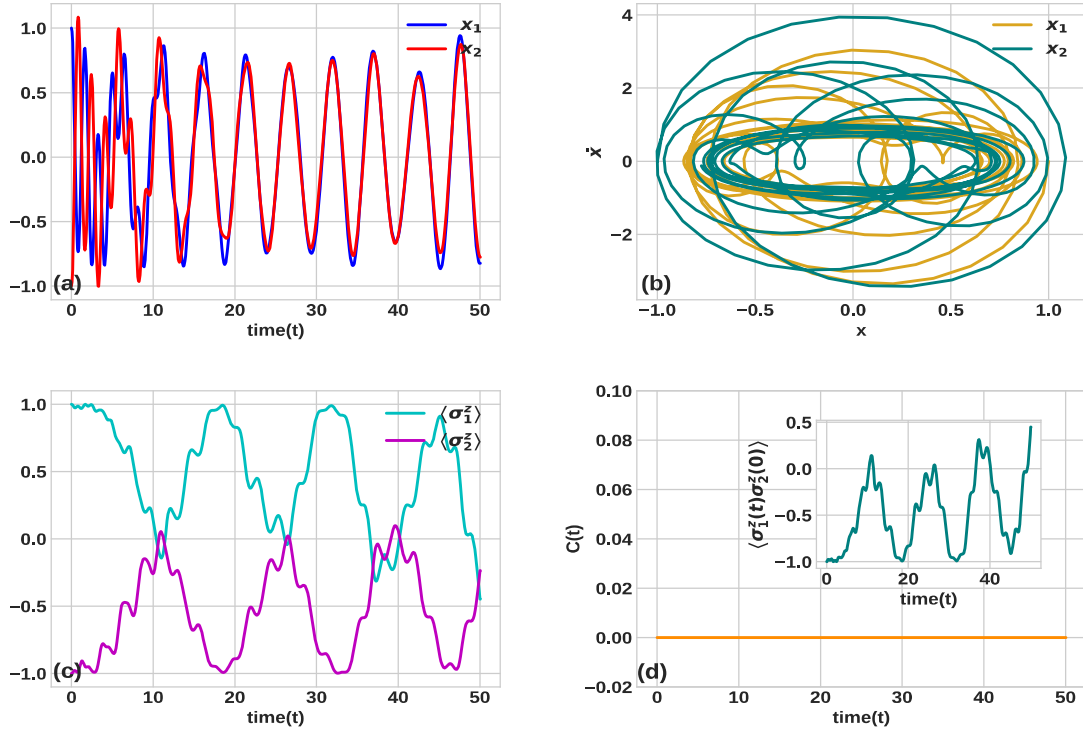 1.0
0.5
0.0
−0.5
−1.0
x₁
x₂
(a)
0 10 20 30 40 50
time(t)
4
2
0
−2
ẋ
x₁
x₂
(b)
−1.0 −0.5 0.0 0.5 1.0
x
1.0
0.5
0.0
−0.5
−1.0
⟨σ₁ᶻ⟩
⟨σ₂ᶻ⟩
(c)
0 10 20 30 40 50
time(t)
0.10
0.08
0.06
0.04
0.02
0.00
−0.02
C(t)
⟨σ₁ᶻ(t)σ₂ᶻ(0)⟩
0.5
0.0
−0.5
−1.0
0 20 40
time(t)
(d)
0 10 20 30 40 50
time(t)